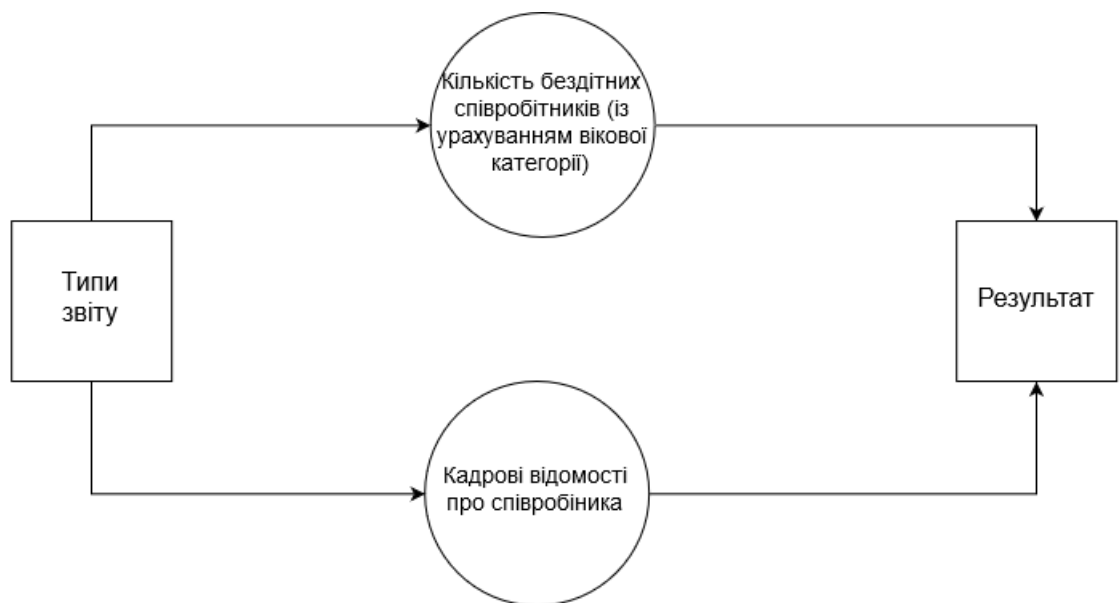 Кількість бездітних
співробітників (із
урахуванням вікової
категорії)
Типи
звіту
Результат
Кадрові відомості
про співробіника